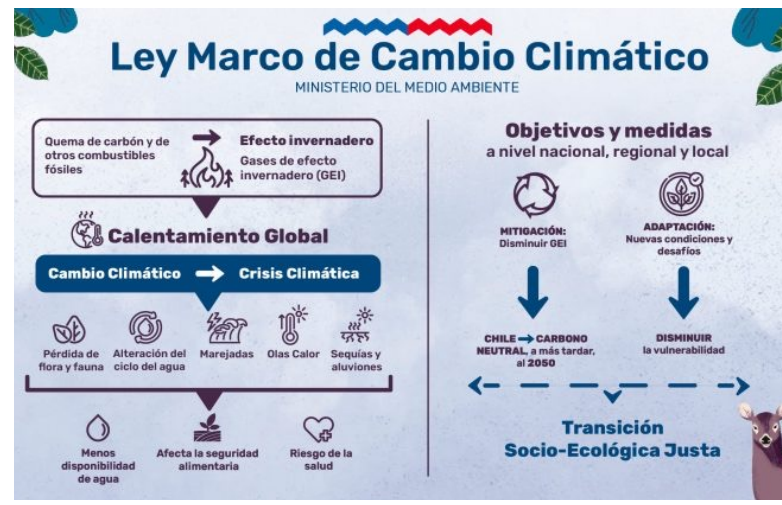 Ley Marco de Cambio Climático
MINISTERIO DEL MEDIO AMBIENTE
Quema de carbón y de
otros combustibles
fósiles
Efecto invernadero
Gases de efecto
invernadero (GEI)
Calentamiento Global
Cambio Climático
Crisis Climática
Pérdida de
flora y fauna
Alteración del
ciclo del agua
Marejadas
Olas Calor
Sequías y
aluviones
Menos
disponibilidad
de agua
Afecta la seguridad
alimentaria
Riesgo de la
salud
Objetivos y medidas
a nivel nacional, regional y local
MITIGACIÓN:
Disminuir GEI
ADAPTACIÓN:
Nuevas condiciones y
desafíos
CHILE → CARBONO
NEUTRAL, a más tardar,
al 2050
DISMINUIR
la vulnerabilidad
Transición
Socio-Ecológica Justa